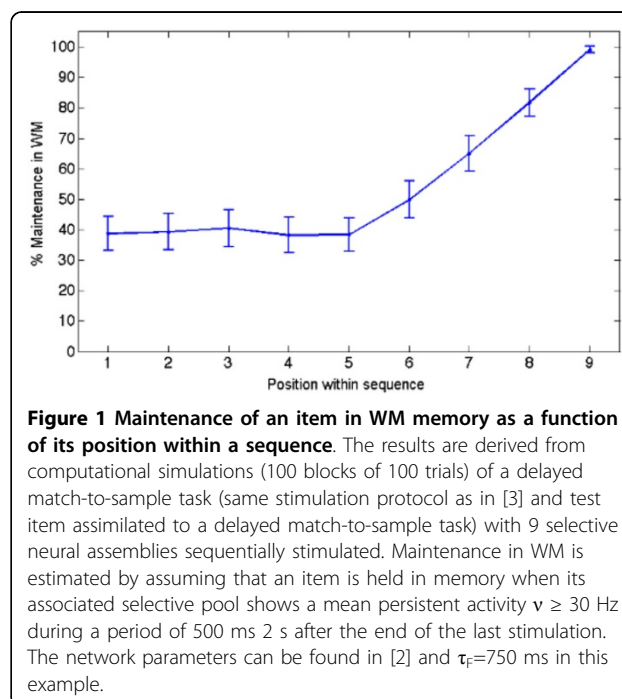 100
90
80
70
60
50
40
30
20
10
0
% Maintenance in WM
1 2 3 4 5 6 7 8 9
Position within sequence
Figure 1 Maintenance of an item in WM memory as a function
of its position within a sequence. The results are derived from
computational simulations (100 blocks of 100 trials) of a delayed
match-to-sample task (same stimulation protocol as in [3] and test
item assimilated to a delayed match-to-sample task) with 9 selective
neural assemblies sequentially stimulated. Maintenance in WM is
estimated by assuming that an item is held in memory when its
associated selective pool shows a mean persistent activity ν ≥ 30 Hz
during a period of 500 ms 2 s after the end of the last stimulation.
The network parameters can be found in [2] and τF=750 ms in this
example.